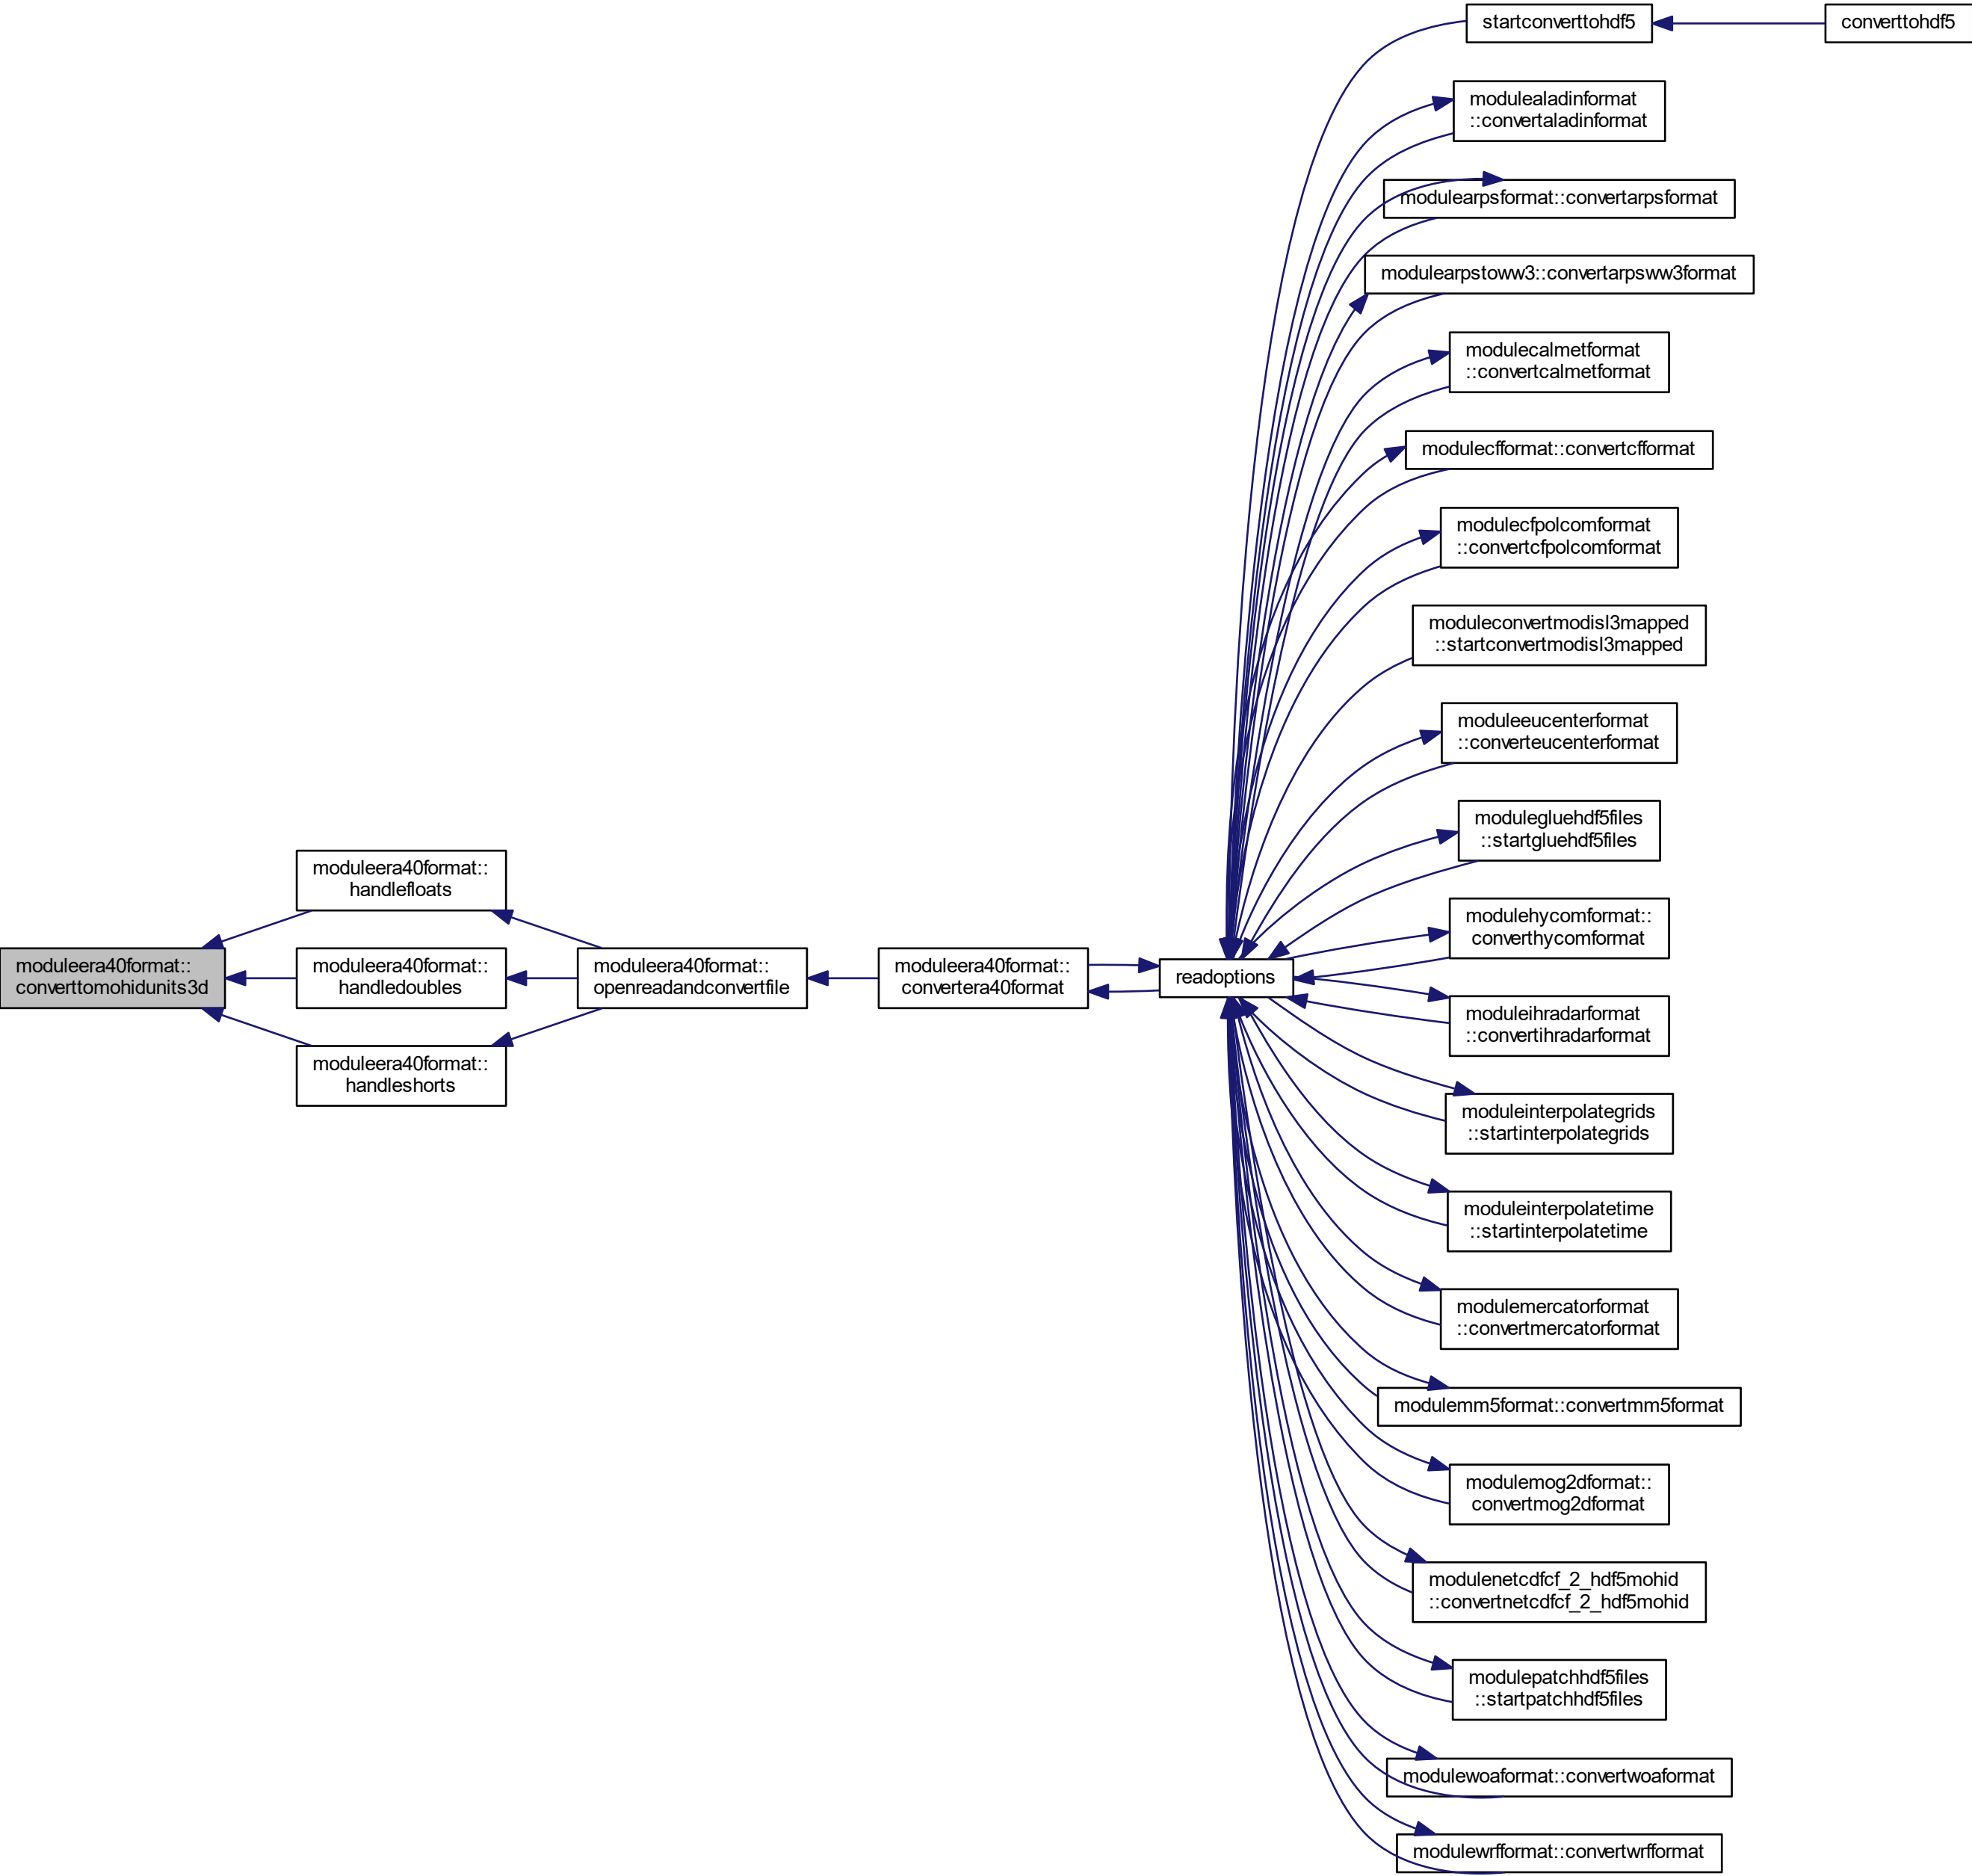 startconverttohdf5
converttohdf5
modulealadinformat
::convertaladinformat
modulearpsformat::convertarpsformat
modulearpstoww3::convertarpsww3format
modulecalmetformat
::convertcalmetformat
modulecfformat::convertcfformat
modulecfpolcomformat
::convertcfpolcomformat
moduleconvertmodisl3mapped
::startconvertmodisl3mapped
moduleeucenterformat
::converteucenterformat
modulegluehdf5files
::startgluehdf5files
moduleera40format::
handlefloats
modulehycomformat::
converthycomformat
moduleera40format::
converttomohidunits3d
moduleera40format::
handledoubles
moduleera40format::
openreadandconvertfile
moduleera40format::
convertera40format
readoptions
moduleihradarformat
::convertihradarformat
moduleera40format::
handleshorts
moduleinterpolategrids
::startinterpolategrids
moduleinterpolatetime
::startinterpolatetime
modulemercatorformat
::convertmercatorformat
modulemm5format::convertmm5format
modulemog2dformat::
convertmog2dformat
modulenetcdfcf_2_hdf5mohid
::convertnetcdfcf_2_hdf5mohid
modulepatchhdf5files
::startpatchhdf5files
modulewoaformat::convertwoaformat
modulewrfformat::convertwrfformat